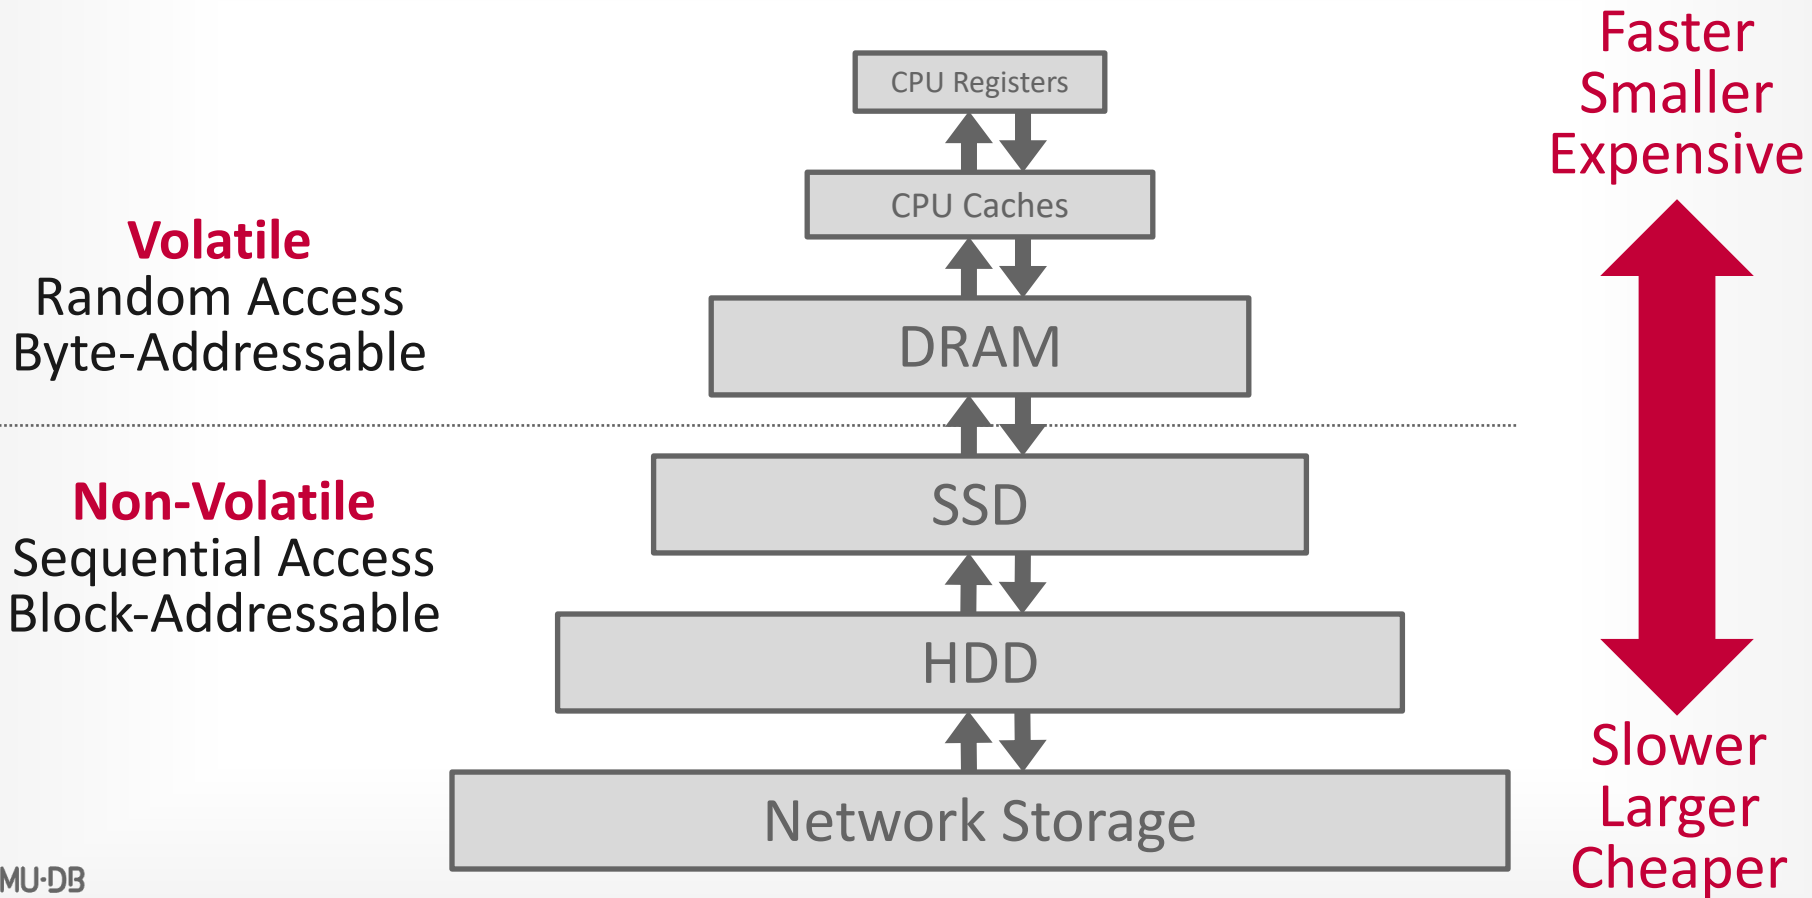 Faster
Smaller
Expensive
CPU Registers
CPU Caches
Volatile
Random Access
Byte-Addressable
DRAM
Non-Volatile
Sequential Access
Block-Addressable
SSD
HDD
Network Storage
Slower
Larger
Cheaper
MU·DB